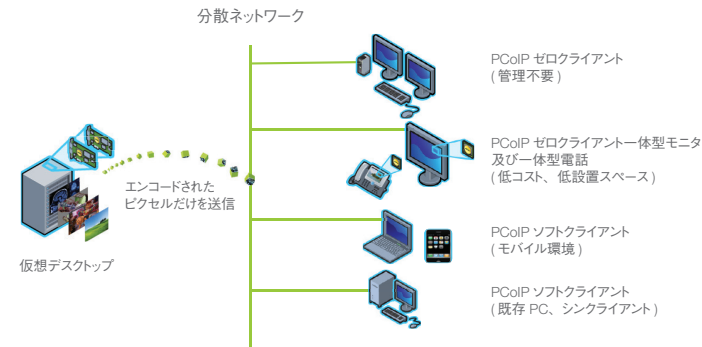 分散ネットワーク
PCoIP ゼロクライアント
( 管理不要 )
PCoIP ゼロクライアント一体型モニタ
及び一体型電話
( 低コスト、低設置スペース )
エンコードされた
ピクセルだけを送信
仮想デスクトップ
PCoIP ソフトクライアント
( モバイル環境 )
PCoIP ソフトクライアント
( 既存 PC、シンクライアント )